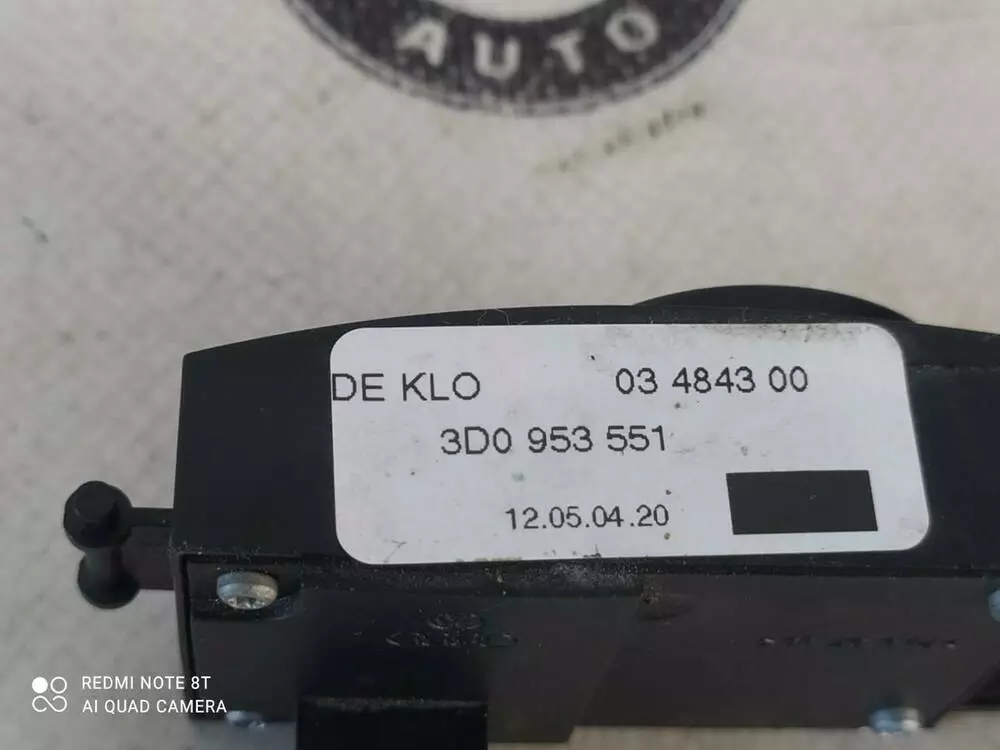 AUTO
DE KLO 03 4843 00
3D0 953 551
12.05.04.20
REDMI NOTE 8T
AI QUAD CAMERA